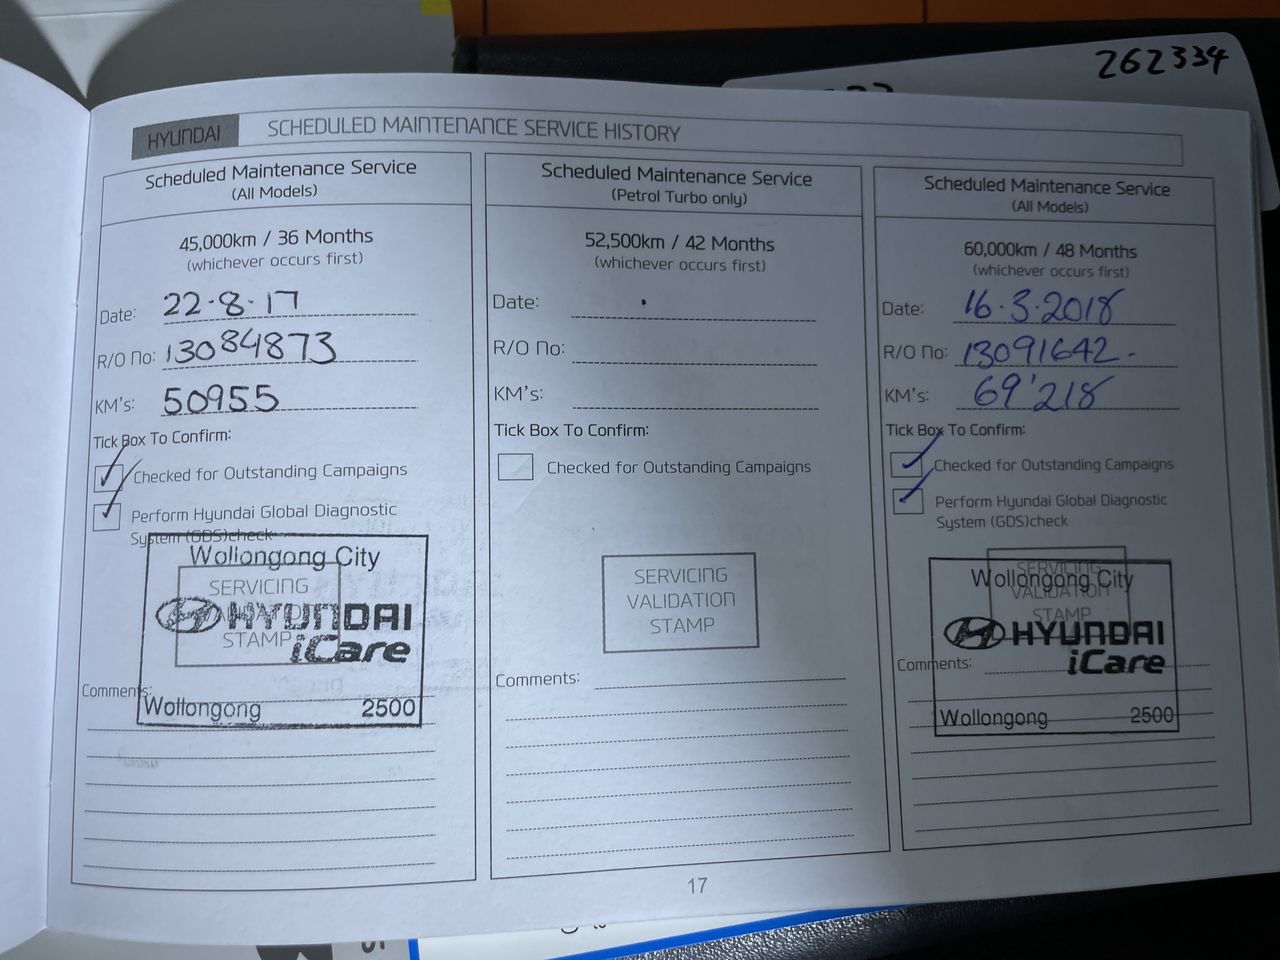 262334
HYUNDAI SCHEDULED MAINTENANCE SERVICE HISTORY
Scheduled Maintenance Service
(All Models)
45,000km / 36 Months
(whichever occurs first)
Date: 22.8.17
R/O No: 13084873
KM's: 50955
Tick Box To Confirm:
Checked for Outstanding Campaigns
Perform Hyundai Global Diagnostic
System (GDS)check
Wollongong City
SERVICING
HYUNDAI
STAMP
iCare
Comments:
Wollongong 2500
Scheduled Maintenance Service
(Petrol Turbo only)
52,500km / 42 Months
(whichever occurs first)
Date:
R/O No:
KM's:
Tick Box To Confirm:
Checked for Outstanding Campaigns
SERVICING
VALIDATION
STAMP
Comments:
Scheduled Maintenance Service
(All Models)
60,000km / 48 Months
(whichever occurs first)
Date: 16.3.2018
R/O No: 13091642.
KM's: 69'218
Tick Box To Confirm:
Checked for Outstanding Campaigns
Perform Hyundai Global Diagnostic
System (GDS)check
SERVICING
Wollongong City
VALIDATION
STAMP
HYUNDAI
iCare
Comments:
Wollongong 2500
17